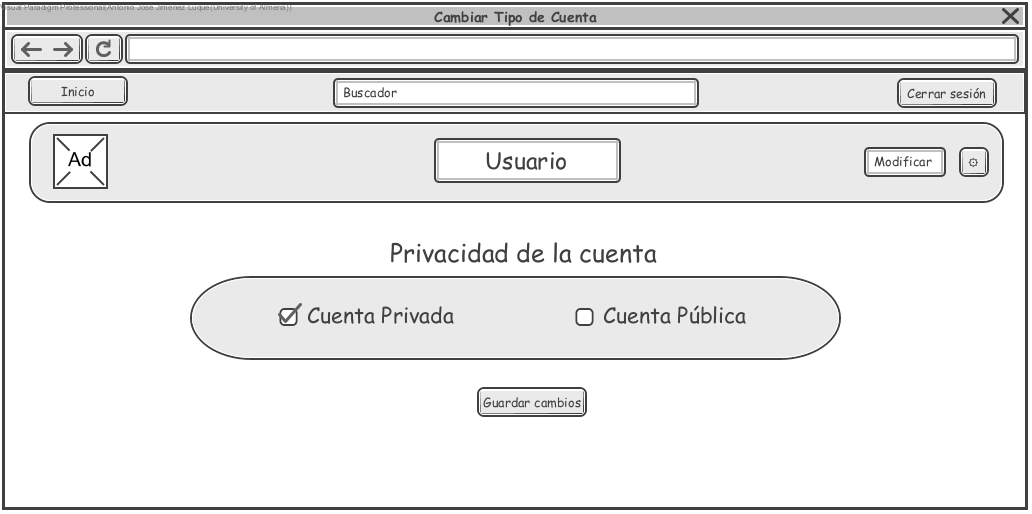 Visual Paradigm Professional(Antonio José Jiménez Luque(University of Almeria))
Cambiar Tipo de Cuenta
Inicio
Buscador
Cerrar sesión
Ad
Usuario
Modificar
Privacidad de la cuenta
Cuenta Privada
Cuenta Pública
Guardar cambios